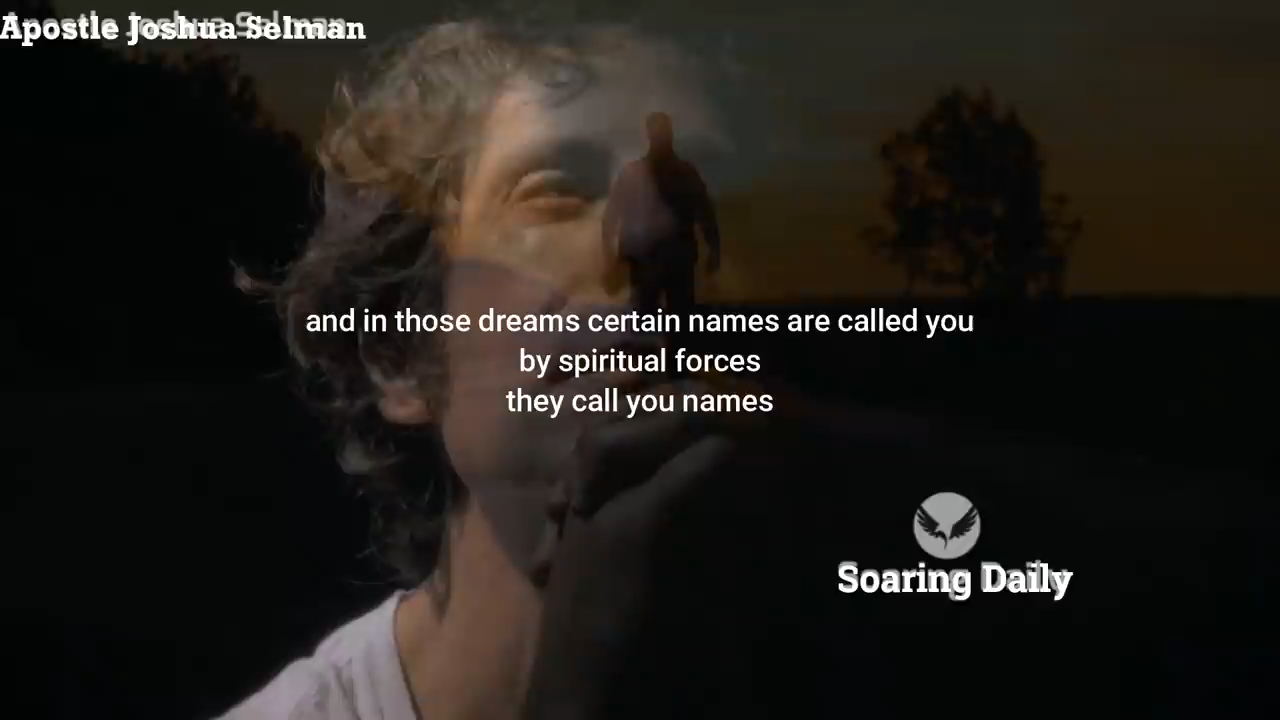 Apostle Joshua Selman
and in those dreams certain names are called you
by spiritual forces
they call you names
Soaring Daily